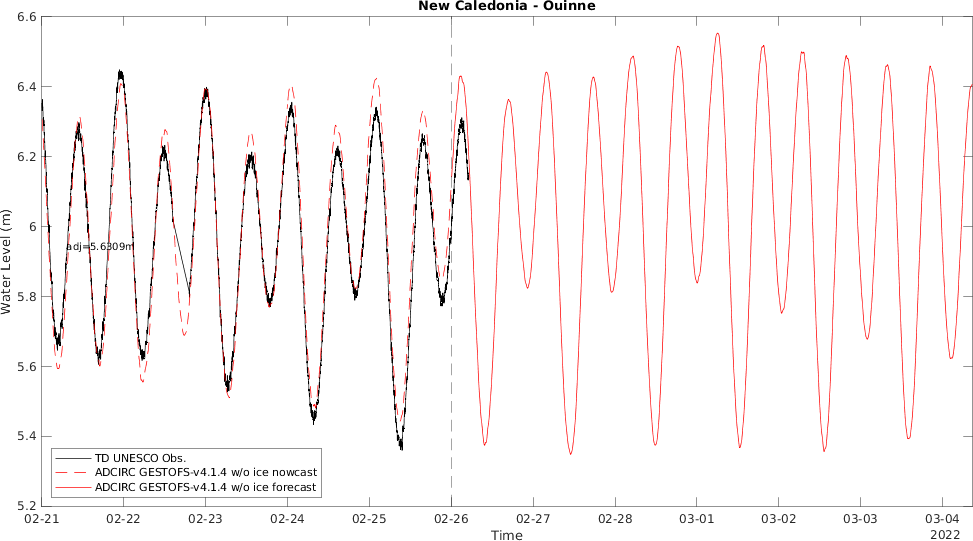 New Caledonia - Ouinne
6.6
6.4
6.2
6
5.8
5.6
5.4
5.2
Water Level (m)
adj=5.6309m
TD UNESCO Obs.
ADCIRC GESTOFS-v4.1.4 w/o ice nowcast
ADCIRC GESTOFS-v4.1.4 w/o ice forecast
02-21 02-22 02-23 02-24 02-25 02-26 02-27 02-28 03-01 03-02 03-03 03-04
2022
Time